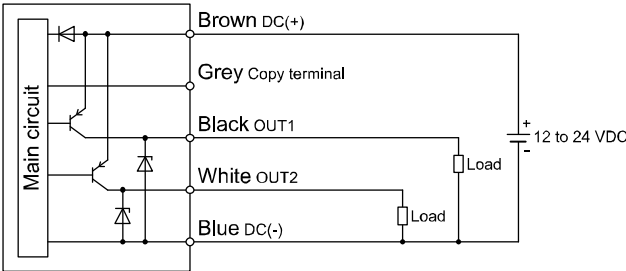 Main circuit
Brown DC(+)
Grey Copy terminal
Black OUT1
White OUT2
Blue DC(-)
Load
Load
+
12 to 24 VDC
-